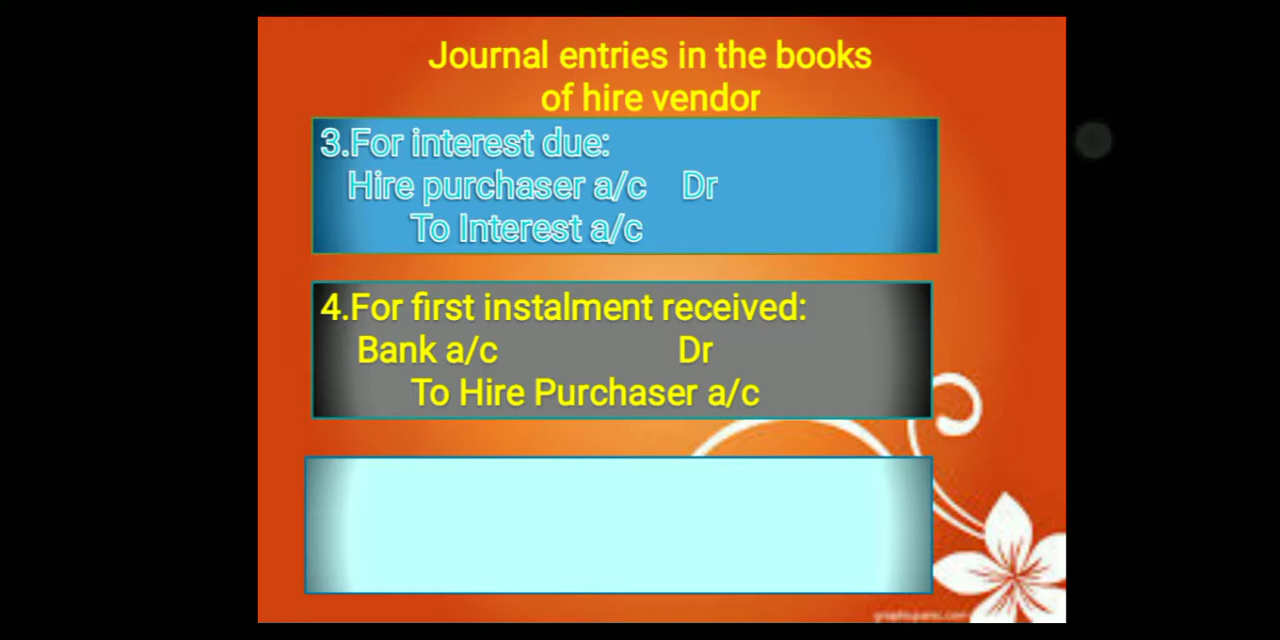 Journal entries in the books
of hire vendor
3.For interest due:
Hire purchaser a/c Dr
To Interest a/c
4.For first instalment received:
Bank a/c Dr
To Hire Purchaser a/c